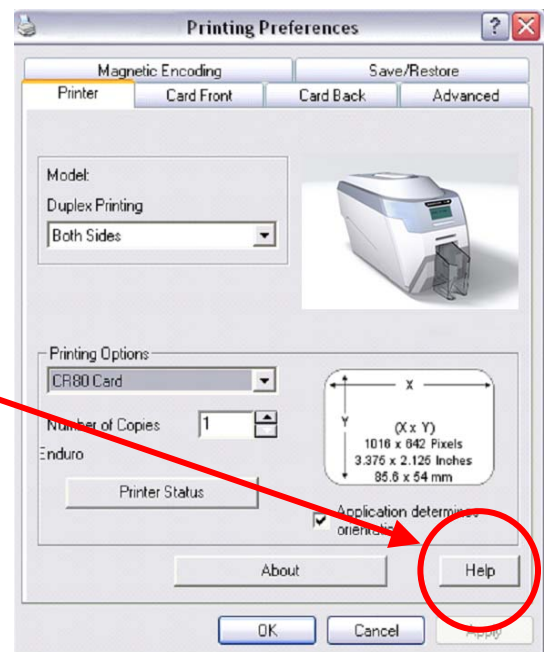 Printing Preferences
Magnetic Encoding
Save/Restore
Printer
Card Front
Card Back
Advanced
Model:
Duplex Printing
Both Sides
Printing Options
CR80 Card
Number of Copies
1
Enduro
Printer Status
X
Y
(X x Y)
1016 x 642 Pixels
3.375 x 2.125 Inches
85.6 x 54 mm
Application determines
orientation
About
Help
OK
Cancel
Apply